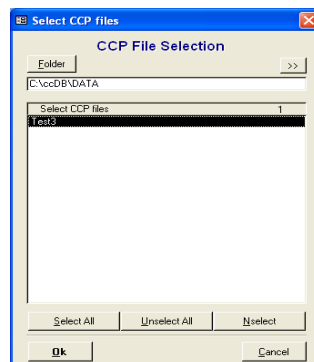 Select CCP files
CCP File Selection
Folder
>>
C:\ccDB\DATA
Select CCP files 1
Test3
Select All Unselect All Nselect
Ok Cancel